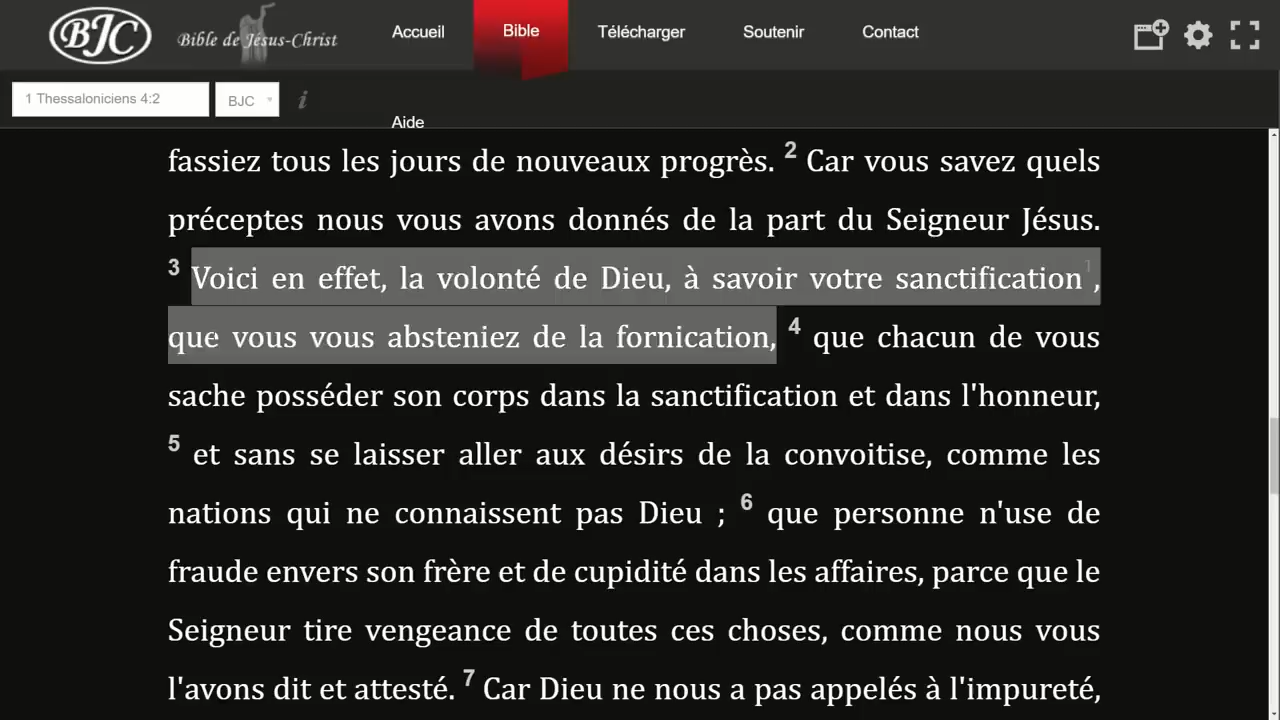 BJC Bible de Jésus-Christ Accueil Bible Télécharger Soutenir Contact
1 Thessaloniciens 4:2 BJC i
Aide
fassiez tous les jours de nouveaux progrès. 2 Car vous savez quels
préceptes nous vous avons donnés de la part du Seigneur Jésus.
3 Voici en effet, la volonté de Dieu, à savoir votre sanctification1,
que vous vous absteniez de la fornication, 4 que chacun de vous
sache posséder son corps dans la sanctification et dans l'honneur,
5 et sans se laisser aller aux désirs de la convoitise, comme les
nations qui ne connaissent pas Dieu ; 6 que personne n'use de
fraude envers son frère et de cupidité dans les affaires, parce que le
Seigneur tire vengeance de toutes ces choses, comme nous vous
l'avons dit et attesté. 7 Car Dieu ne nous a pas appelés à l'impureté,